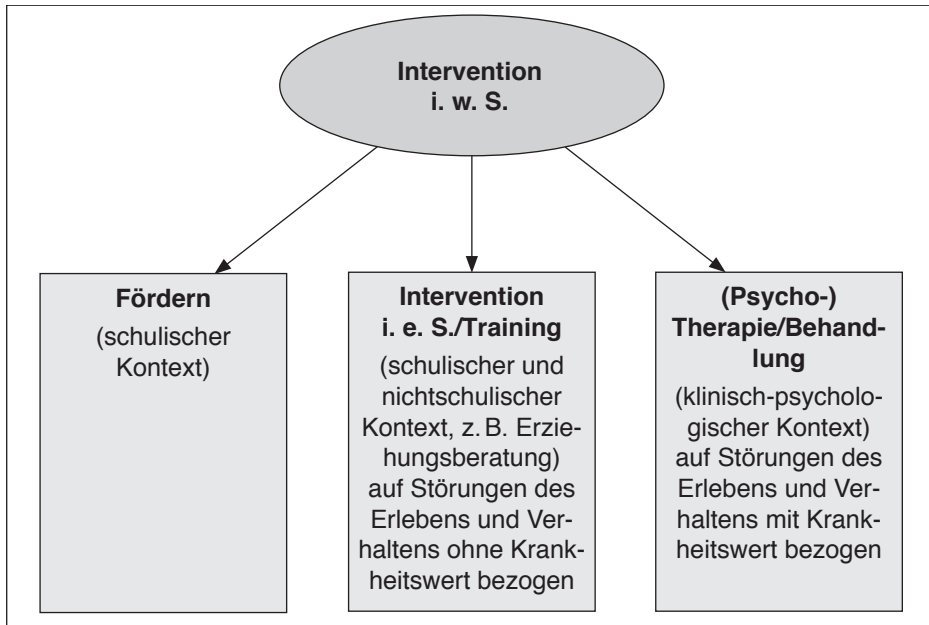 Intervention
i. w. S.
Fördern
(schulischer
Kontext)
Intervention
i. e. S./Training
(schulischer und
nichtschulischer
Kontext, z. B. Erzie-
hungsberatung)
auf Störungen des
Erlebens und Ver-
haltens ohne Krank-
heitswert bezogen
(Psycho-)
Therapie/Behand-
lung
(klinisch-psycholo-
gischer Kontext)
auf Störungen des
Erlebens und Ver-
haltens mit Krank-
heitswert bezogen